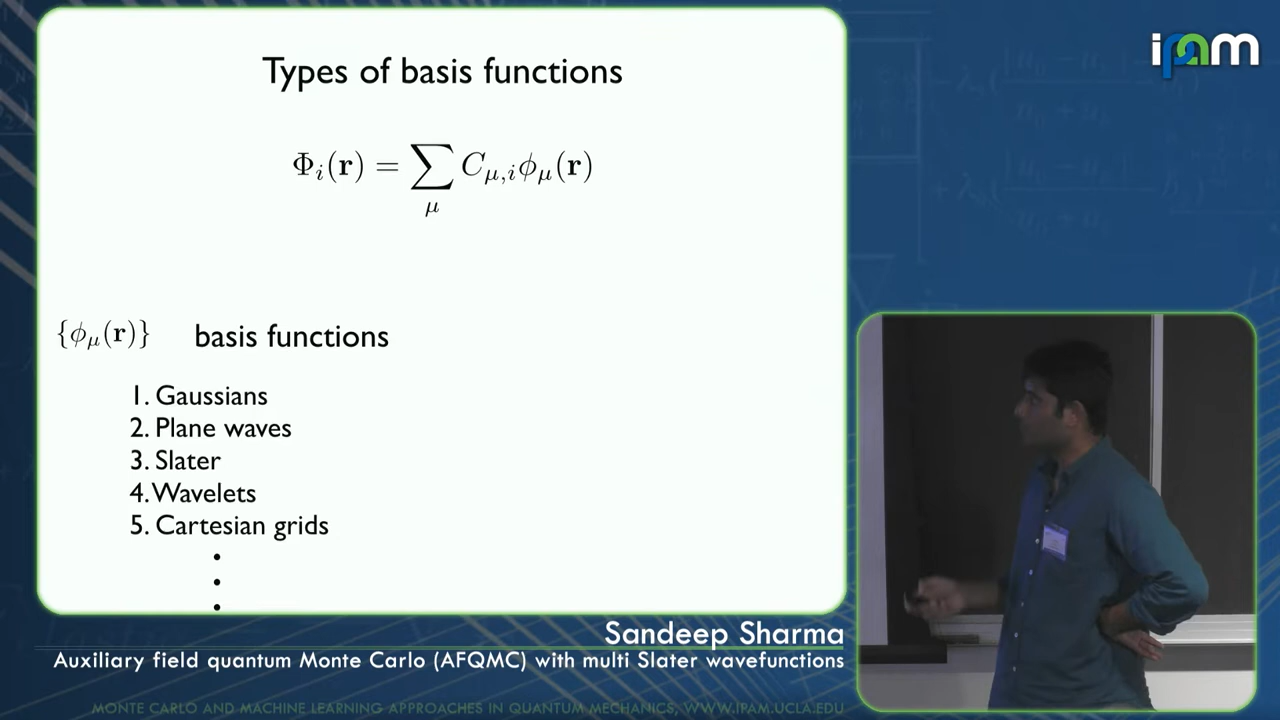 Types of basis functions
Φ_i(r) = ∑_μ C_{μ,i} ϕ_μ(r)
{ϕ_μ(r)} basis functions
1. Gaussians
2. Plane waves
3. Slater
4. Wavelets
5. Cartesian grids
•
•
•
ipam
Sandeep Sharma
Auxiliary field quantum Monte Carlo (AFQMC) with multi Slater wavefunctions
MONTE CARLO AND MACHINE LEARNING APPROACHES IN QUANTUM MECHANICS, WWW.IPAM.UCLA.EDU